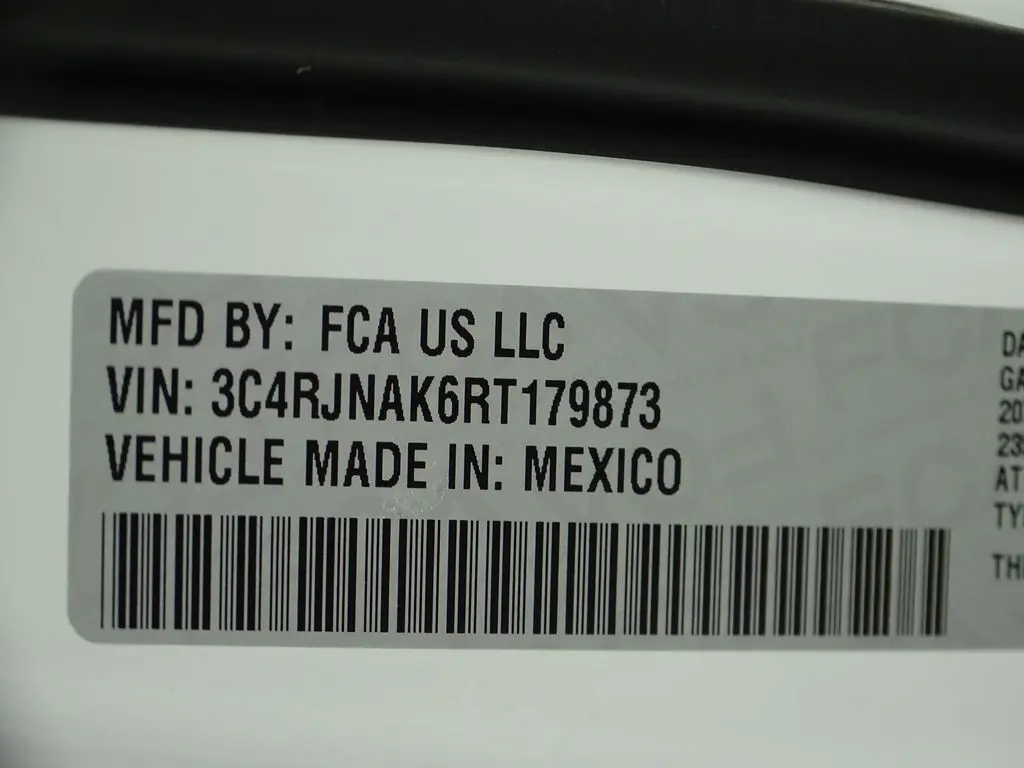 MFD BY: FCA US LLC
VIN: 3C4RJNAK6RT179873
VEHICLE MADE IN: MEXICO